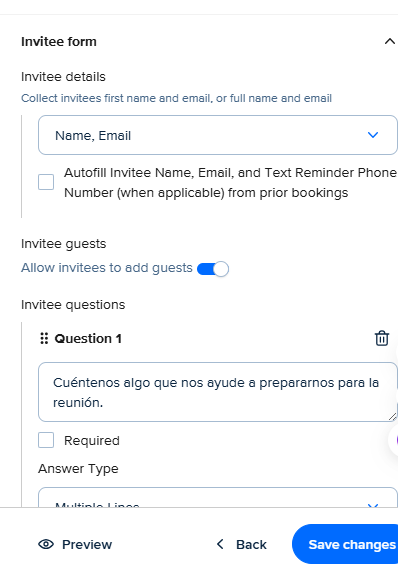 Invitee form
Invitee details
Collect invitees first name and email, or full name and email
Name, Email
Autofill Invitee Name, Email, and Text Reminder Phone
Number (when applicable) from prior bookings
Invitee guests
Allow invitees to add guests
Invitee questions
Question 1
Cuéntenos algo que nos ayude a prepararnos para la
reunión.
Required
Answer Type
Multiple Lines
Preview
Back
Save changes